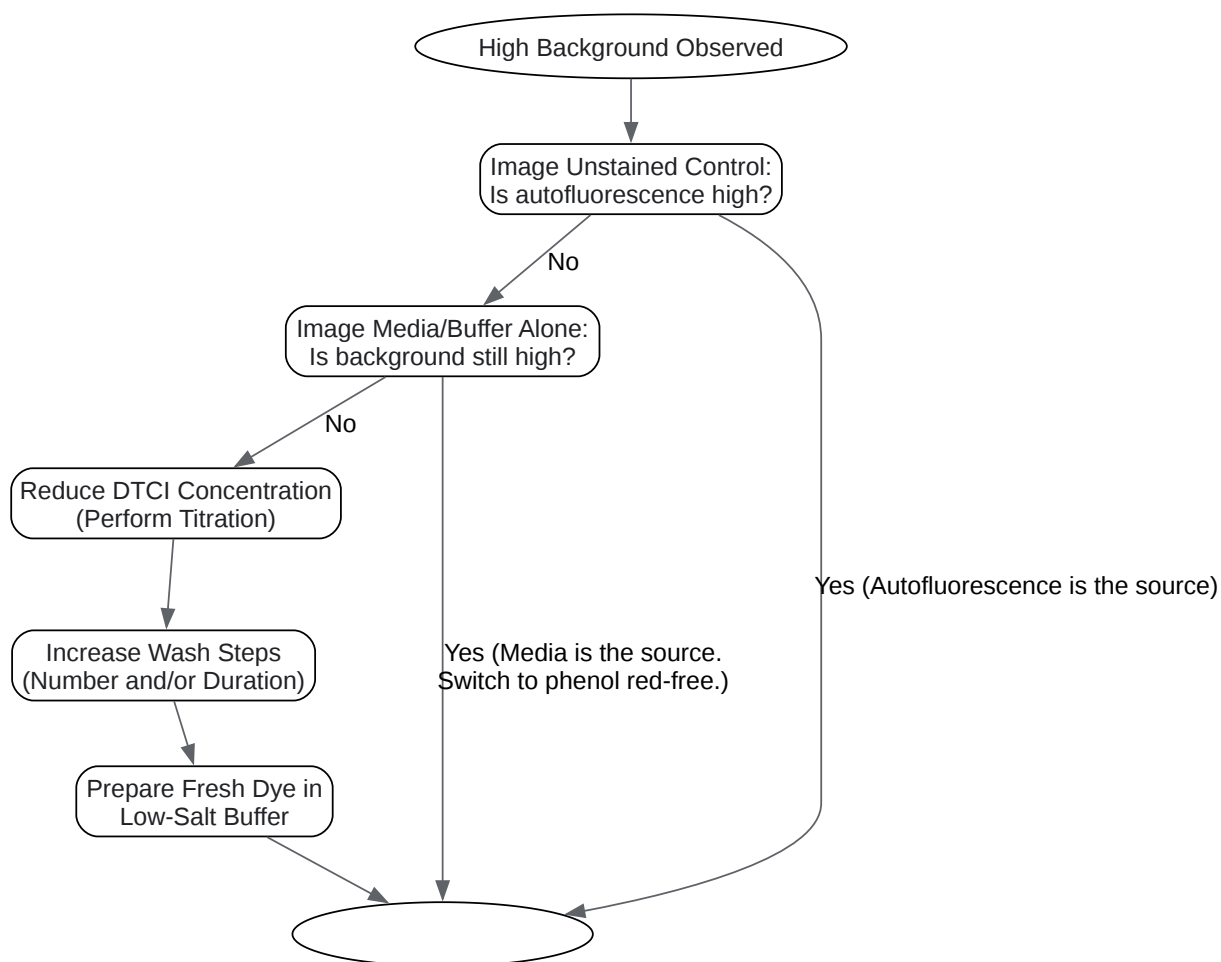 High Background Observed
Image Unstained Control:
Is autofluorescence high?
No
Image Media/Buffer Alone:
Is background still high?
No
Reduce DTCI Concentration
(Perform Titration)
Yes (Autofluorescence is the source)
Increase Wash Steps
(Number and/or Duration)
Yes (Media is the source.
Switch to phenol red-free.)
Prepare Fresh Dye in
Low-Salt Buffer